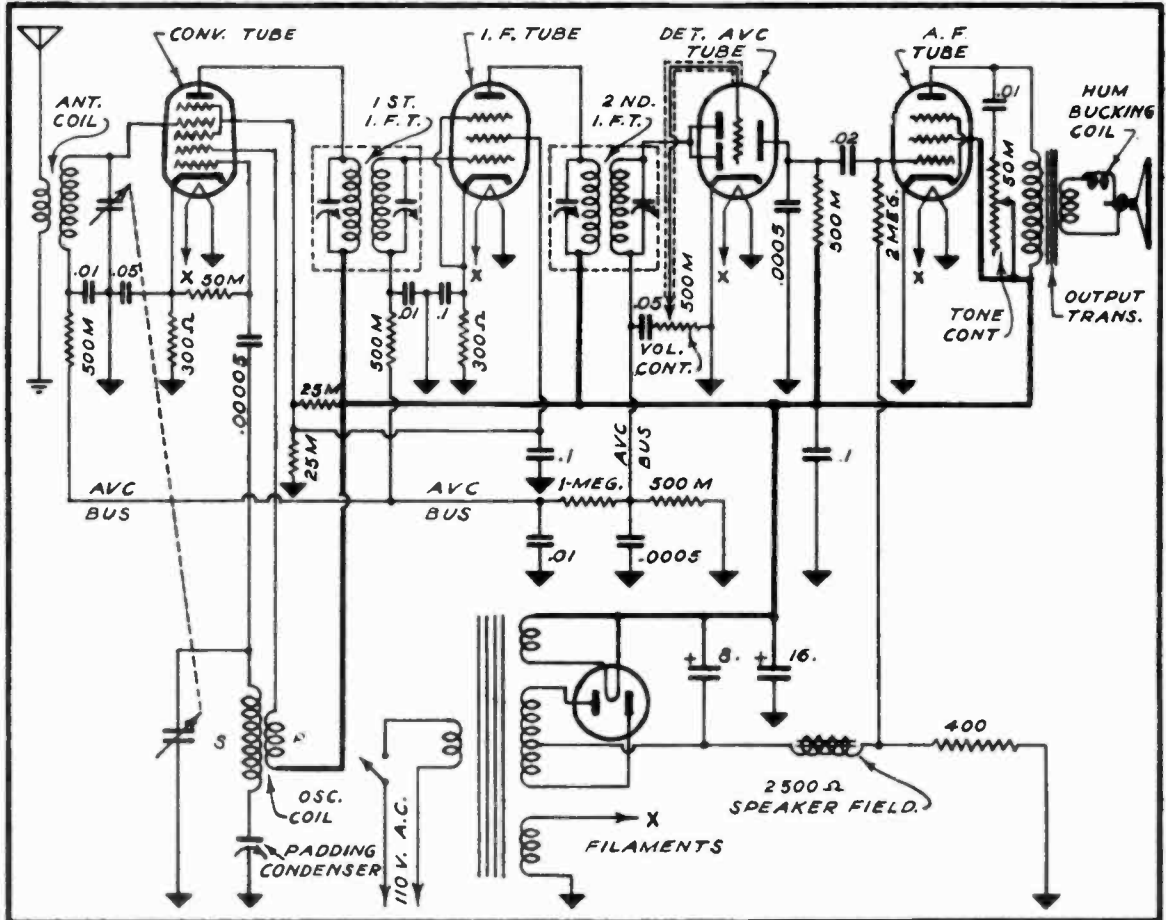 CONV. TUBE
I.F. TUBE
DET. AVC
TUBE
A.F.
TUBE
ANT.
COIL
1 ST.
I.F.T.
2 ND.
I.F.T.
HUM
BUCKING
COIL
.01
.02
50M
500M
2 MEG.
.0005
.01
.05
X
50M
500M
300Ω
.00005
.01
.1
X
500M
300Ω
.05
500M
VOL.
CONT.
X
X
TONE
CONT
OUTPUT
TRANS.
25M
25M
.1
AVC
BUS
.1
AVC
BUS
AVC
BUS
1-MEG.
500 M
.01
.0005
+
8.
+
16.
S
P
OSC.
COIL
PADDING
CONDENSER
110 V. A.C.
X
FILAMENTS
2500Ω
SPEAKER FIELD.
400